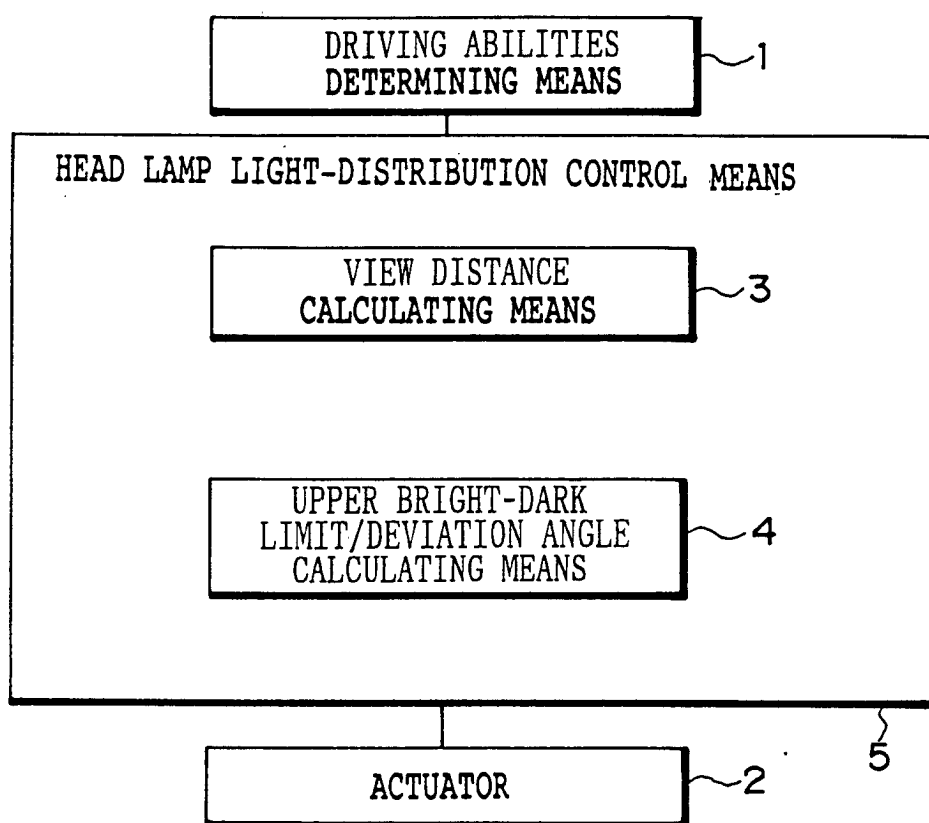 DRIVING ABILITIES
DETERMINING MEANS
1
HEAD LAMP LIGHT-DISTRIBUTION CONTROL MEANS
VIEW DISTANCE
CALCULATING MEANS
3
UPPER BRIGHT-DARK
LIMIT/DEVIATION ANGLE
CALCULATING MEANS
4
5
ACTUATOR
2